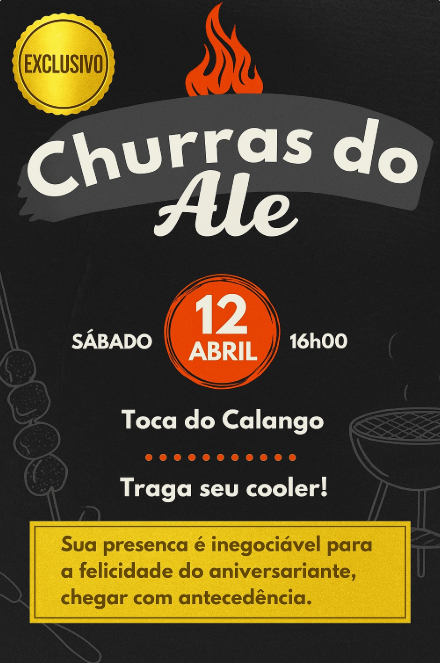 EXCLUSIVO
Churras do
Ale
SÁBADO
12
ABRIL
16h00
Toca do Calango
Traga seu cooler!
Sua presenca é inegociável para
a felicidade do aniversariante,
chegar com antecedência.